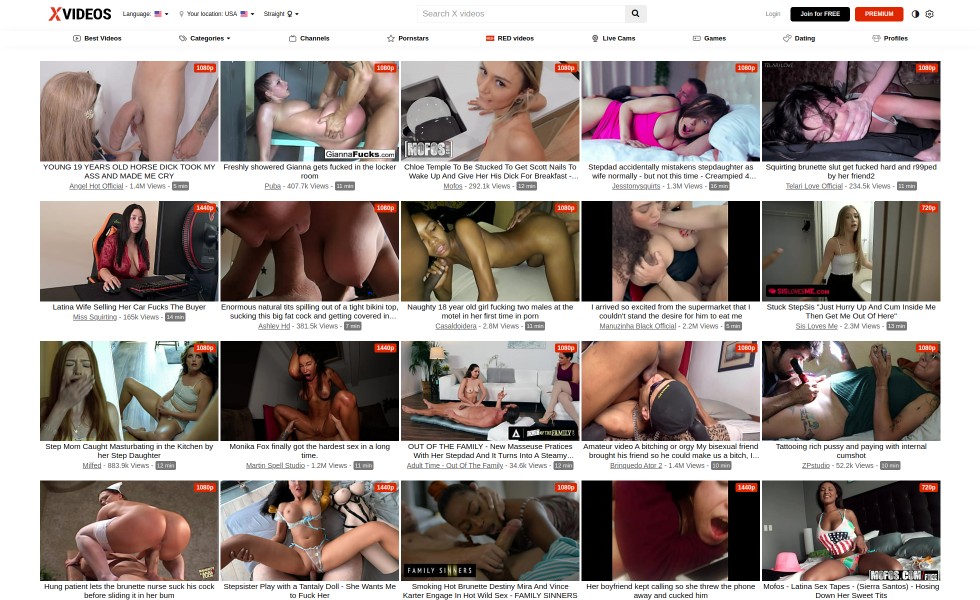 XVIDEOS
Language:
Your location: USA
Straight
Search X videos
Login
Join for FREE
PREMIUM
Best Videos
Categories
Channels
Pornstars
RED videos
Live Cams
Games
Dating
Profiles
1080p
1080p
1080p
1080p
1080p
GiannaFucks.com
MOFOS
YOUNG 19 YEARS OLD HORSE DICK TOOK MY
ASS AND MADE ME CRY
Angel Hot Official - 1.4M Views - 5 min
Freshly showered Gianna gets fucked in the locker
room
Puba - 407.7k Views - 11 min
Chloe Temple To Be Stucked To Get Scott Nails To
Wake Up And Give Her His Dick For Breakfast -...
Mofos - 292.1k Views - 12 min
Stepdad accidentally mistakens stepdaughter as
wife normally - but not this time - Creampied 4...
Jesstonysquirts - 1.3M Views - 16 min
Squirting brunette slut get fucked hard and r99ped
by her friend2
Telari Love Official - 234.5k Views - 11 min
1440p
1080p
1080p
720p
SISLOVESME.COM
Latina Wife Selling Her Car Fucks The Buyer
Miss Squirting - 165k Views - 14 min
Enormous natural tits spilling out of a tight bikini top,
sucking this big fat cock and getting covered in...
Ashley Hd - 381.5k Views - 7 min
Naughty 18 year old girl fucking two males at the
motel in her first time in porn
Casaldoidera - 2.8M Views - 11 min
I arrived so excited from the supermarket that I
couldn't stand the desire for him to eat me
Manuzinha Black Official - 2.2M Views - 5 min
Stuck StepSis "Just Hurry Up And Cum Inside Me
Then Get Me Out Of Here"
Sis Loves Me - 2.3M Views - 13 min
1080p
1440p
1080p
1080p
1080p
Step Mom Caught Masturbating in the Kitchen by
her Step Daughter
Milfed - 883.9k Views - 12 min
Monika Fox finally got the hardest sex in a long
time.
Martin Spell Studio - 1.2M Views - 11 min
OUT OF THE FAMILY - New Masseuse Pratices
With Her Stepdad And It Turns Into A Steamy...
Adult Time - Out Of The Family - 34.6k Views - 12 min
Amateur video A bitching or orgy My bisexual friend
brought his friend so he could make us a bitch, I...
Brinquedo Ator 2 - 1.4M Views - 10 min
Tattooing rich pussy and paying with internal
cumshot
ZPstudio - 52.2k Views - 10 min
1080p
1440p
1080p
1440p
720p
FAMILY SINNERS
MOFOS.COM
Hung patient lets the brunette nurse suck his cock
before sliding it in her bum
Stepsister Play with a Tantaly Doll - She Wants Me
to Fuck Her
Smoking Hot Brunette Destiny Mira And Vince
Karter Engage In Hot Wild Sex - FAMILY SINNERS
Her boyfriend kept calling so she threw the phone
away and cucked him
Mofos - Latina Sex Tapes - (Sierra Santos) - Hosing
Down Her Sweet Tits